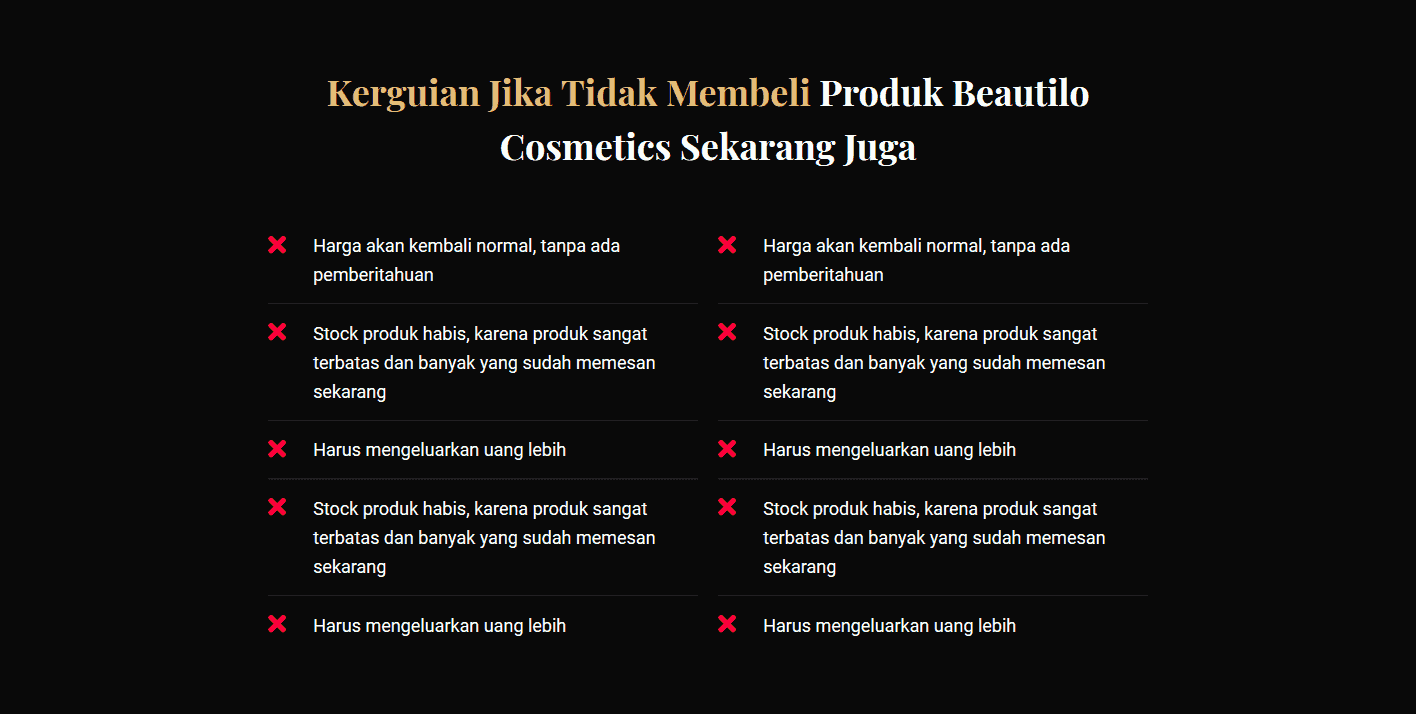 Kerguian Jika Tidak Membeli Produk Beautilo
Cosmetics Sekarang Juga
Harga akan kembali normal, tanpa ada
pemberitahuan
Stock produk habis, karena produk sangat
terbatas dan banyak yang sudah memesan
sekarang
Harus mengeluarkan uang lebih
Stock produk habis, karena produk sangat
terbatas dan banyak yang sudah memesan
sekarang
Harus mengeluarkan uang lebih
Harga akan kembali normal, tanpa ada
pemberitahuan
Stock produk habis, karena produk sangat
terbatas dan banyak yang sudah memesan
sekarang
Harus mengeluarkan uang lebih
Stock produk habis, karena produk sangat
terbatas dan banyak yang sudah memesan
sekarang
Harus mengeluarkan uang lebih